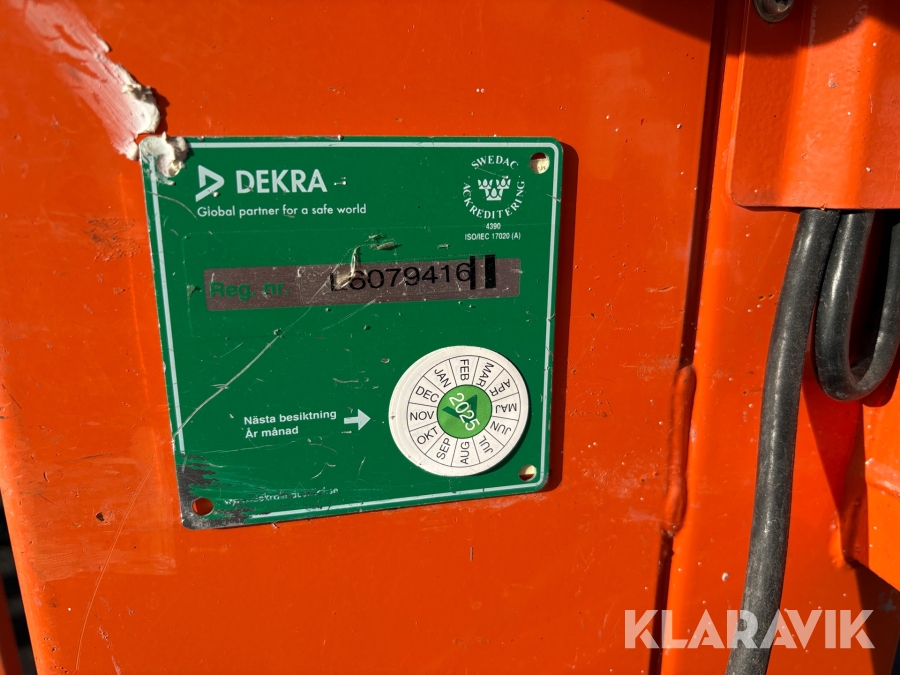 DEKRA
Global partner for a safe world
SWEDAC
ACKREDITERING
4390
ISO/IEC 17020 (A)
Reg. nr. L6079416
Nästa besiktning
År månad
JAN
FEB
MAR
APR
MAJ
JUN
JUL
AUG
SEP
OKT
NOV
DEC
2025
KLARAVIK